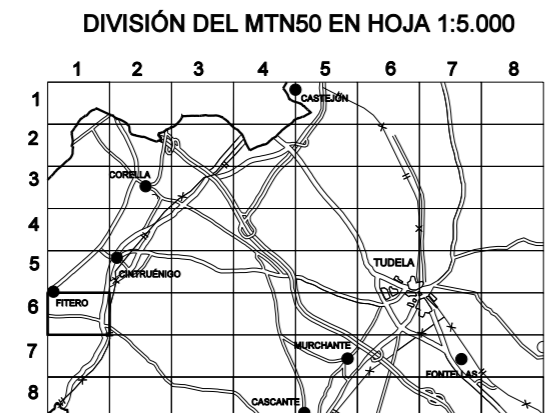 DIVISIÓN DEL MTN50 EN HOJA 1:5.000
1 2 3 4 5 6 7 8
1
CASTEJÓN
2
3
CORELLA
4
5
TUDELA
CINTRUÉNIGO
6
FITERO
7
MURCHANTE
FONTELLAS
8
CASCANTE